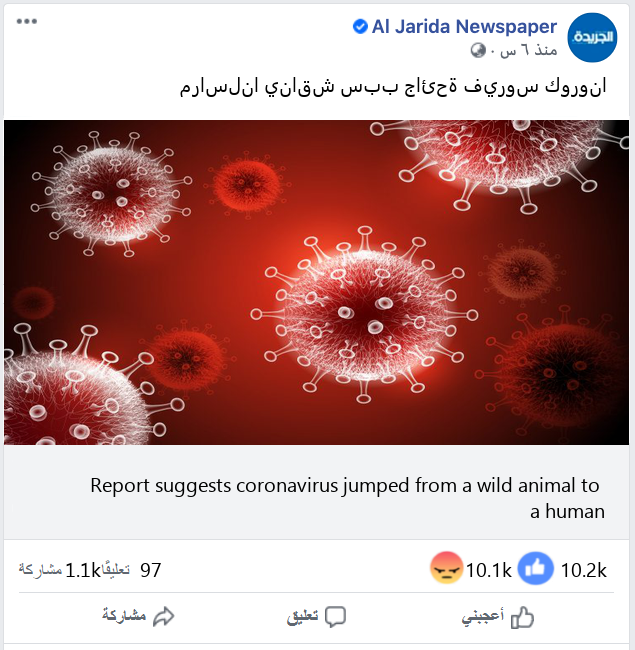 Al Jarida Newspaper
الجريدة.
منذ ٦ س ·
انوروك سوريف ةحئاج ببس شقاني انلسارم
Report suggests coronavirus jumped from a wild animal to
a human
10.2k 10.1k 97 تعليقًا 1.1k مشاركة
أعجبني تعليق مشاركة